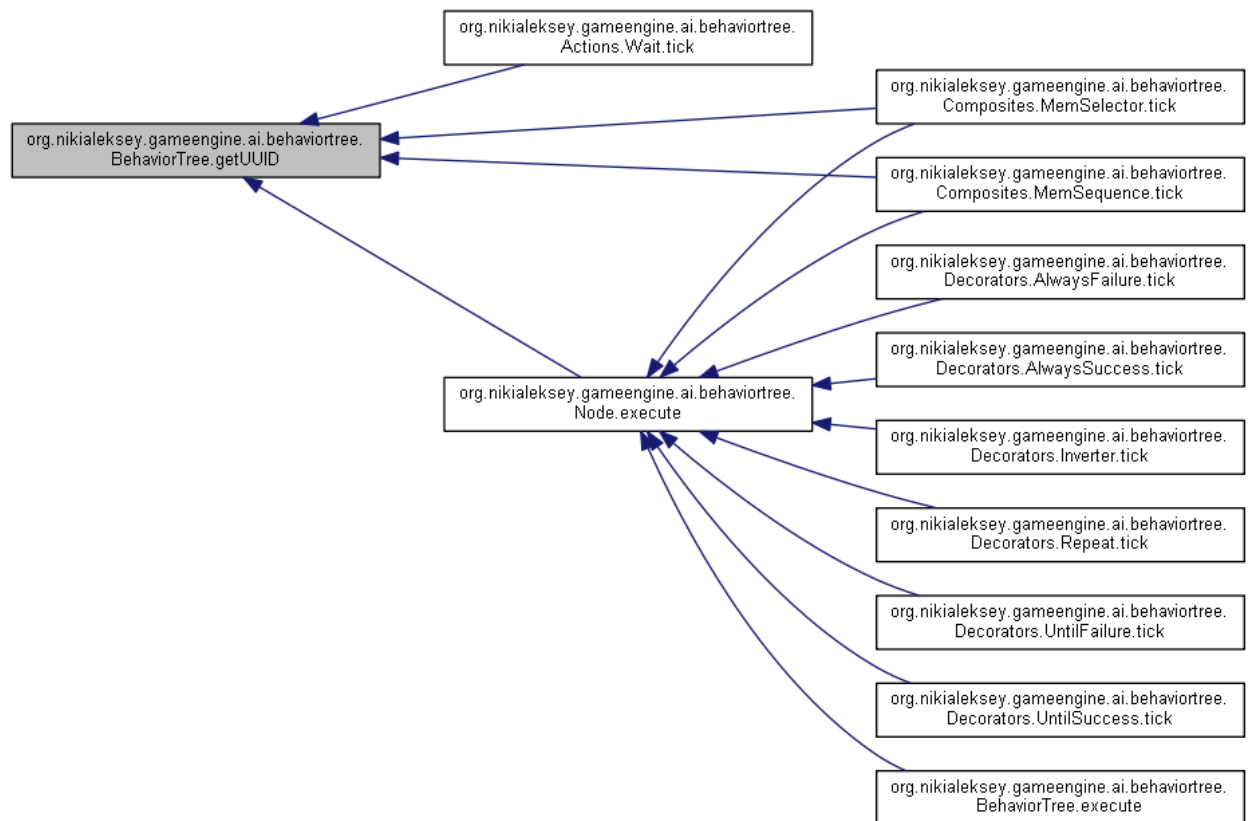 org.nikialeksey.gameengine.ai.behaviortree.
Actions.Wait.tick
org.nikialeksey.gameengine.ai.behaviortree.
Composites.MemSelector.tick
org.nikialeksey.gameengine.ai.behaviortree.
BehaviorTree.getUUID
org.nikialeksey.gameengine.ai.behaviortree.
Composites.MemSequence.tick
org.nikialeksey.gameengine.ai.behaviortree.
Decorators.AlwaysFailure.tick
org.nikialeksey.gameengine.ai.behaviortree.
Decorators.AlwaysSuccess.tick
org.nikialeksey.gameengine.ai.behaviortree.
Node.execute
org.nikialeksey.gameengine.ai.behaviortree.
Decorators.Inverter.tick
org.nikialeksey.gameengine.ai.behaviortree.
Decorators.Repeat.tick
org.nikialeksey.gameengine.ai.behaviortree.
Decorators.UntilFailure.tick
org.nikialeksey.gameengine.ai.behaviortree.
Decorators.UntilSuccess.tick
org.nikialeksey.gameengine.ai.behaviortree.
BehaviorTree.execute